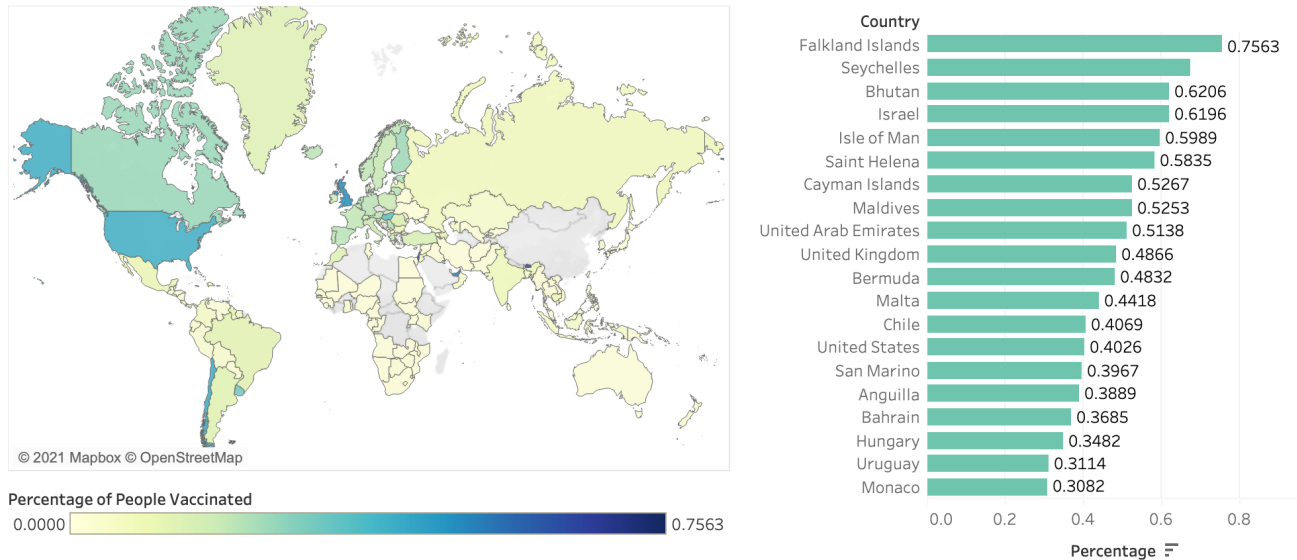 © 2021 Mapbox © OpenStreetMap
Percentage of People Vaccinated
0.0000 0.7563
Country
Falkland Islands 0.7563
Seychelles
Bhutan 0.6206
Israel 0.6196
Isle of Man 0.5989
Saint Helena 0.5835
Cayman Islands 0.5267
Maldives 0.5253
United Arab Emirates 0.5138
United Kingdom 0.4866
Bermuda 0.4832
Malta 0.4418
Chile 0.4069
United States 0.4026
San Marino 0.3967
Anguilla 0.3889
Bahrain 0.3685
Hungary 0.3482
Uruguay 0.3114
Monaco 0.3082
0.0 0.2 0.4 0.6 0.8
Percentage